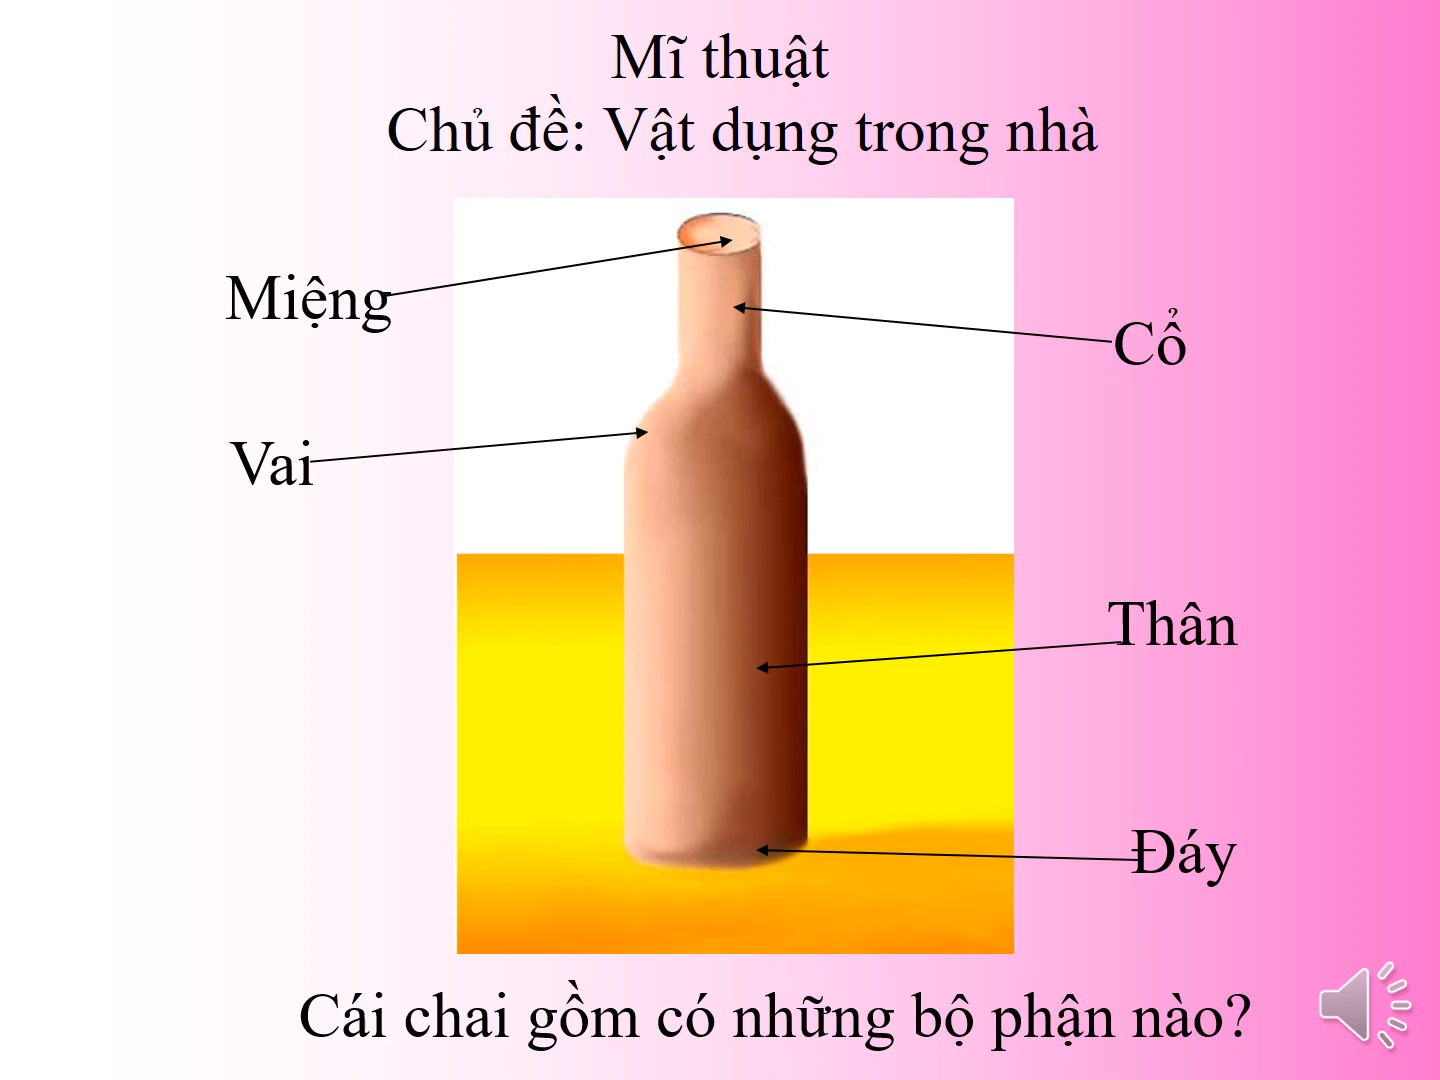 Mĩ thuật
Chủ đề: Vật dụng trong nhà
Miệng
Cổ
Vai
Thân
Đáy
Cái chai gồm có những bộ phận nào?